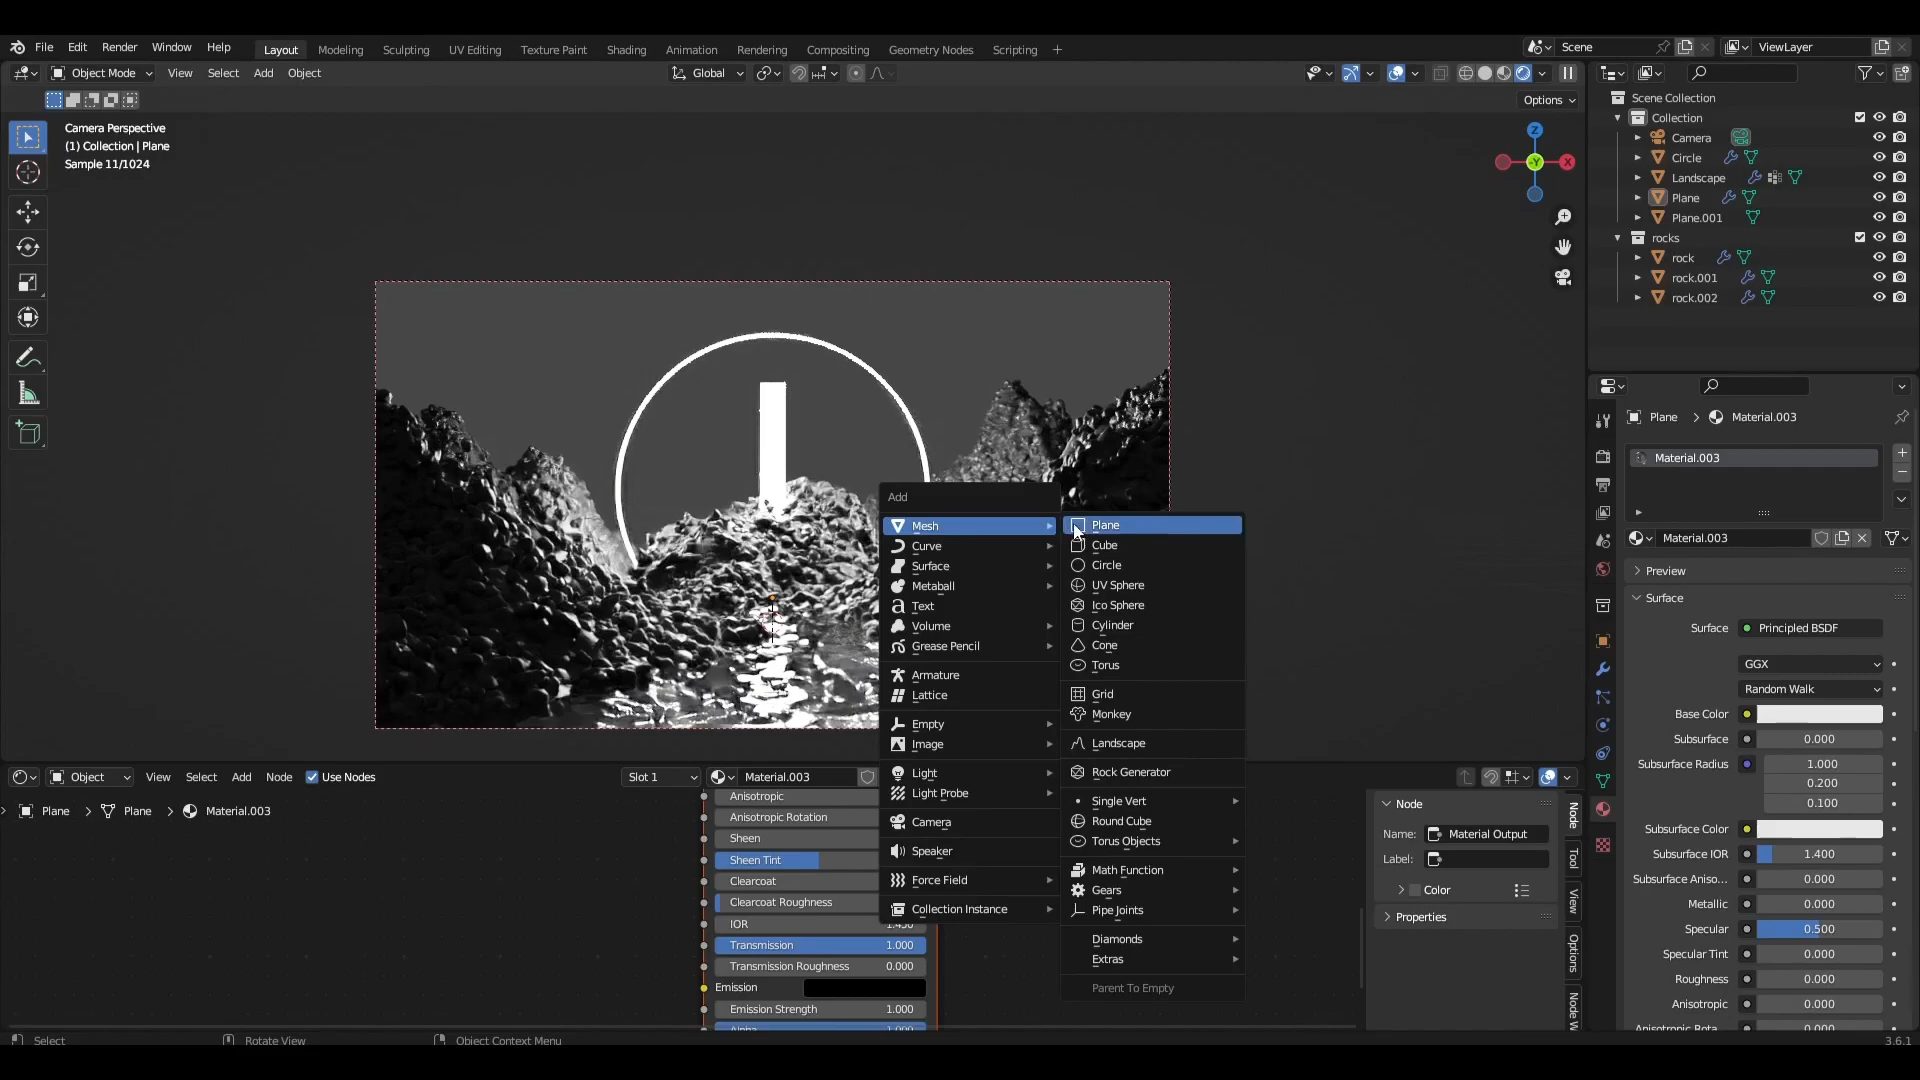 File Edit Render Window Help Layout Modeling Sculpting UV Editing Texture Paint Shading Animation Rendering Compositing Geometry Nodes Scripting Scene ViewLayer
Object Mode View Select Add Object Global
Options
Camera Perspective
(1) Collection | Plane
Sample 11/1024
Z
-Y
X
Scene Collection
Collection
Camera
Circle
Landscape
Plane
Plane.001
rocks
rock
rock.001
rock.002
Add
Mesh
Curve
Surface
Metaball
Text
Volume
Grease Pencil
Armature
Lattice
Empty
Image
Light
Light Probe
Camera
Speaker
Force Field
Collection Instance
Plane
Cube
Circle
UV Sphere
Ico Sphere
Cylinder
Cone
Torus
Grid
Monkey
Landscape
Rock Generator
Single Vert
Round Cube
Torus Objects
Math Function
Gears
Pipe Joints
Diamonds
Extras
Parent To Empty
Plane Material.003
Material.003
Material.003
Preview
Surface
Surface Principled BSDF
GGX
Random Walk
Base Color
Subsurface 0.000
Subsurface Radius 1.000
0.200
0.100
Subsurface Color
Subsurface IOR 1.400
Subsurface Aniso... 0.000
Metallic 0.000
Specular 0.500
Specular Tint 0.000
Roughness 0.000
Anisotropic 0.000
Anisotropic Rota... 0.000
Object View Select Add Node Use Nodes Slot 1 Material.003
Plane Plane Material.003
Anisotropic
Anisotropic Rotation
Sheen
Sheen Tint
Clearcoat
Clearcoat Roughness
IOR 1.450
Transmission 1.000
Transmission Roughness 0.000
Emission
Emission Strength 1.000
Alpha 1.000
Node
Name: Material Output
Label:
Color
Properties
Node
Tool
View
Options
Node W
Select Rotate View Object Context Menu 3.6.1